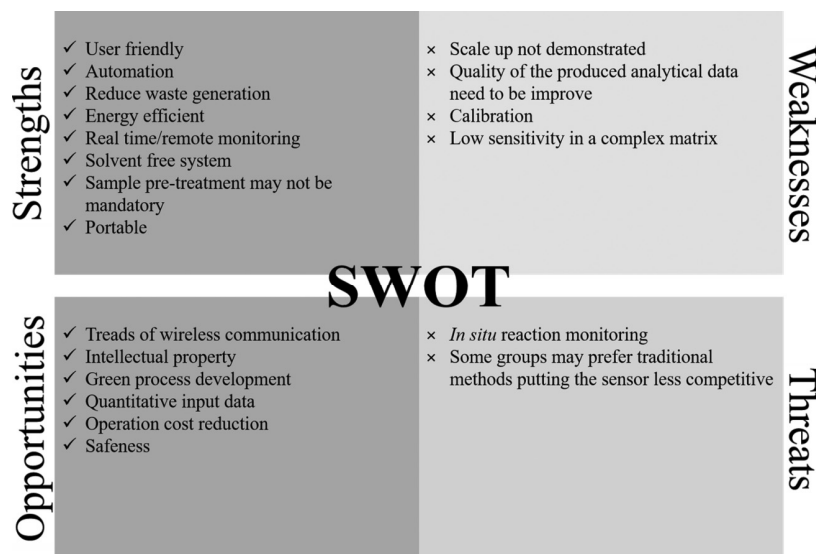 Strengths
✓ User friendly
✓ Automation
✓ Reduce waste generation
✓ Energy efficient
✓ Real time/remote monitoring
✓ Solvent free system
✓ Sample pre-treatment may not be
mandatory
✓ Portable
Weaknesses
× Scale up not demonstrated
× Quality of the produced analytical data
need to be improve
× Calibration
× Low sensitivity in a complex matrix
SWOT
Opportunities
✓ Treads of wireless communication
✓ Intellectual property
✓ Green process development
✓ Quantitative input data
✓ Operation cost reduction
✓ Safeness
Threats
× In situ reaction monitoring
× Some groups may prefer traditional
methods putting the sensor less competitive